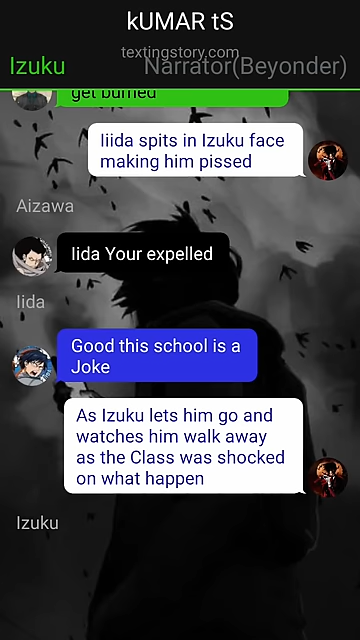 kUMAR tS
textingstory.com
Izuku
Narrator(Beyonder)
get burned
Iiida spits in Izuku face
making him pissed
Aizawa
Iida Your expelled
Iida
Good this school is a
Joke
As Izuku lets him go and
watches him walk away
as the Class was shocked
on what happen
Izuku